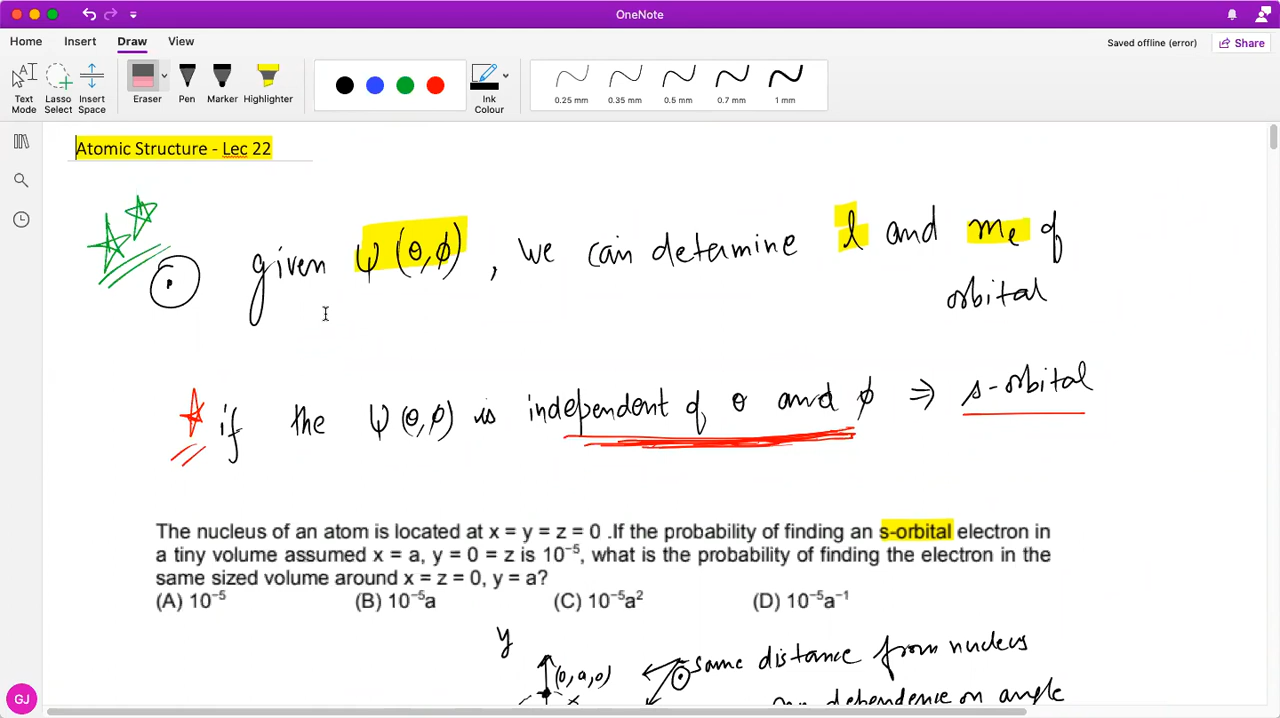 OneNote
Home Insert Draw View
Saved offline (error) Share
Text Mode
Lasso Select
Insert Space
Eraser
Pen
Marker
Highlighter
Ink Colour
0.25 mm 0.35 mm 0.5 mm 0.7 mm 1 mm
Atomic Structure - Lec 22
given ψ(θ,ϕ), we can determine l and mₑ of
orbital
if the ψ(θ,ϕ) is independent of θ and ϕ ⇒ s-orbital
The nucleus of an atom is located at x = y = z = 0 .If the probability of finding an s-orbital electron in
a tiny volume assumed x = a, y = 0 = z is 10⁻⁵, what is the probability of finding the electron in the
same sized volume around x = z = 0, y = a?
(A) 10⁻⁵ (B) 10⁻⁵a (C) 10⁻⁵a² (D) 10⁻⁵a⁻¹
y
(0,a,0)
same distance from nucleus
dependence on angle
GJ